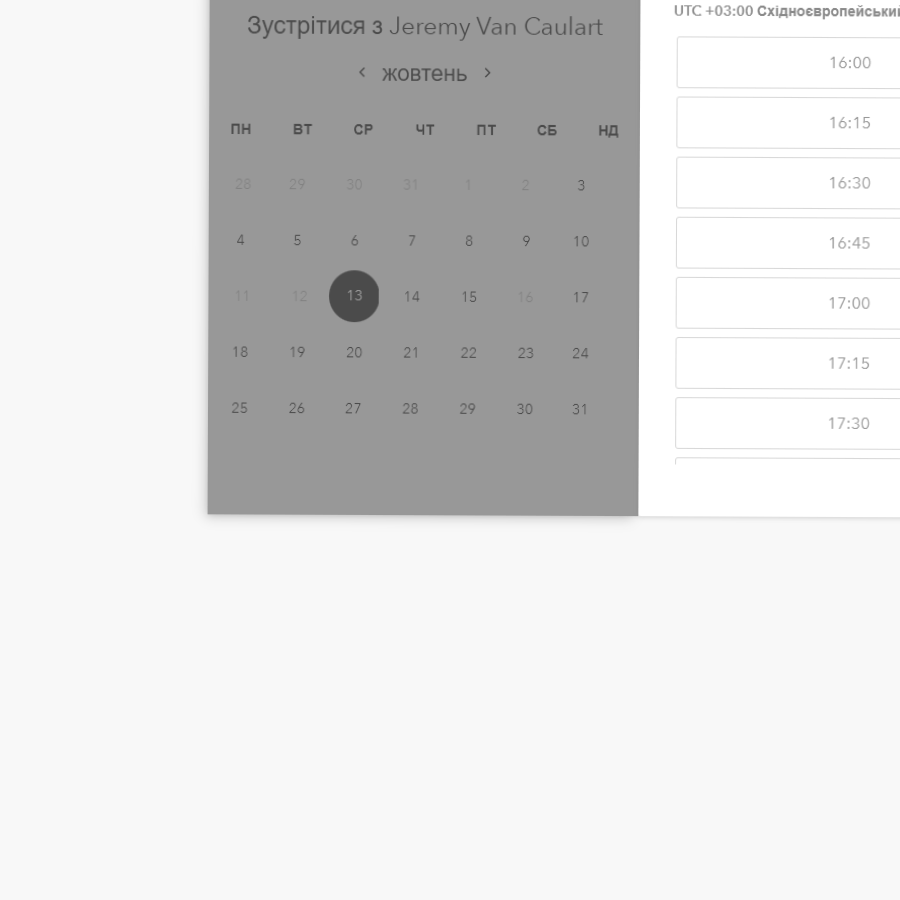 Зустрітися з Jeremy Van Caulart
< жовтень >
ПН ВТ СР ЧТ ПТ СБ НД
28 29 30 31 1 2 3
4 5 6 7 8 9 10
11 12 13 14 15 16 17
18 19 20 21 22 23 24
25 26 27 28 29 30 31
UTC +03:00 Східноєвропейський
16:00
16:15
16:30
16:45
17:00
17:15
17:30